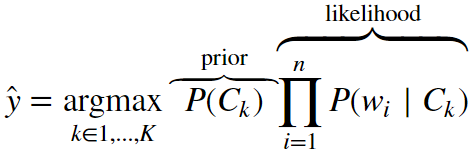 likelihood
prior
ŷ = argmax P(C_k) ∏ P(w_i | C_k)
k∈1,...,K
n
i=1